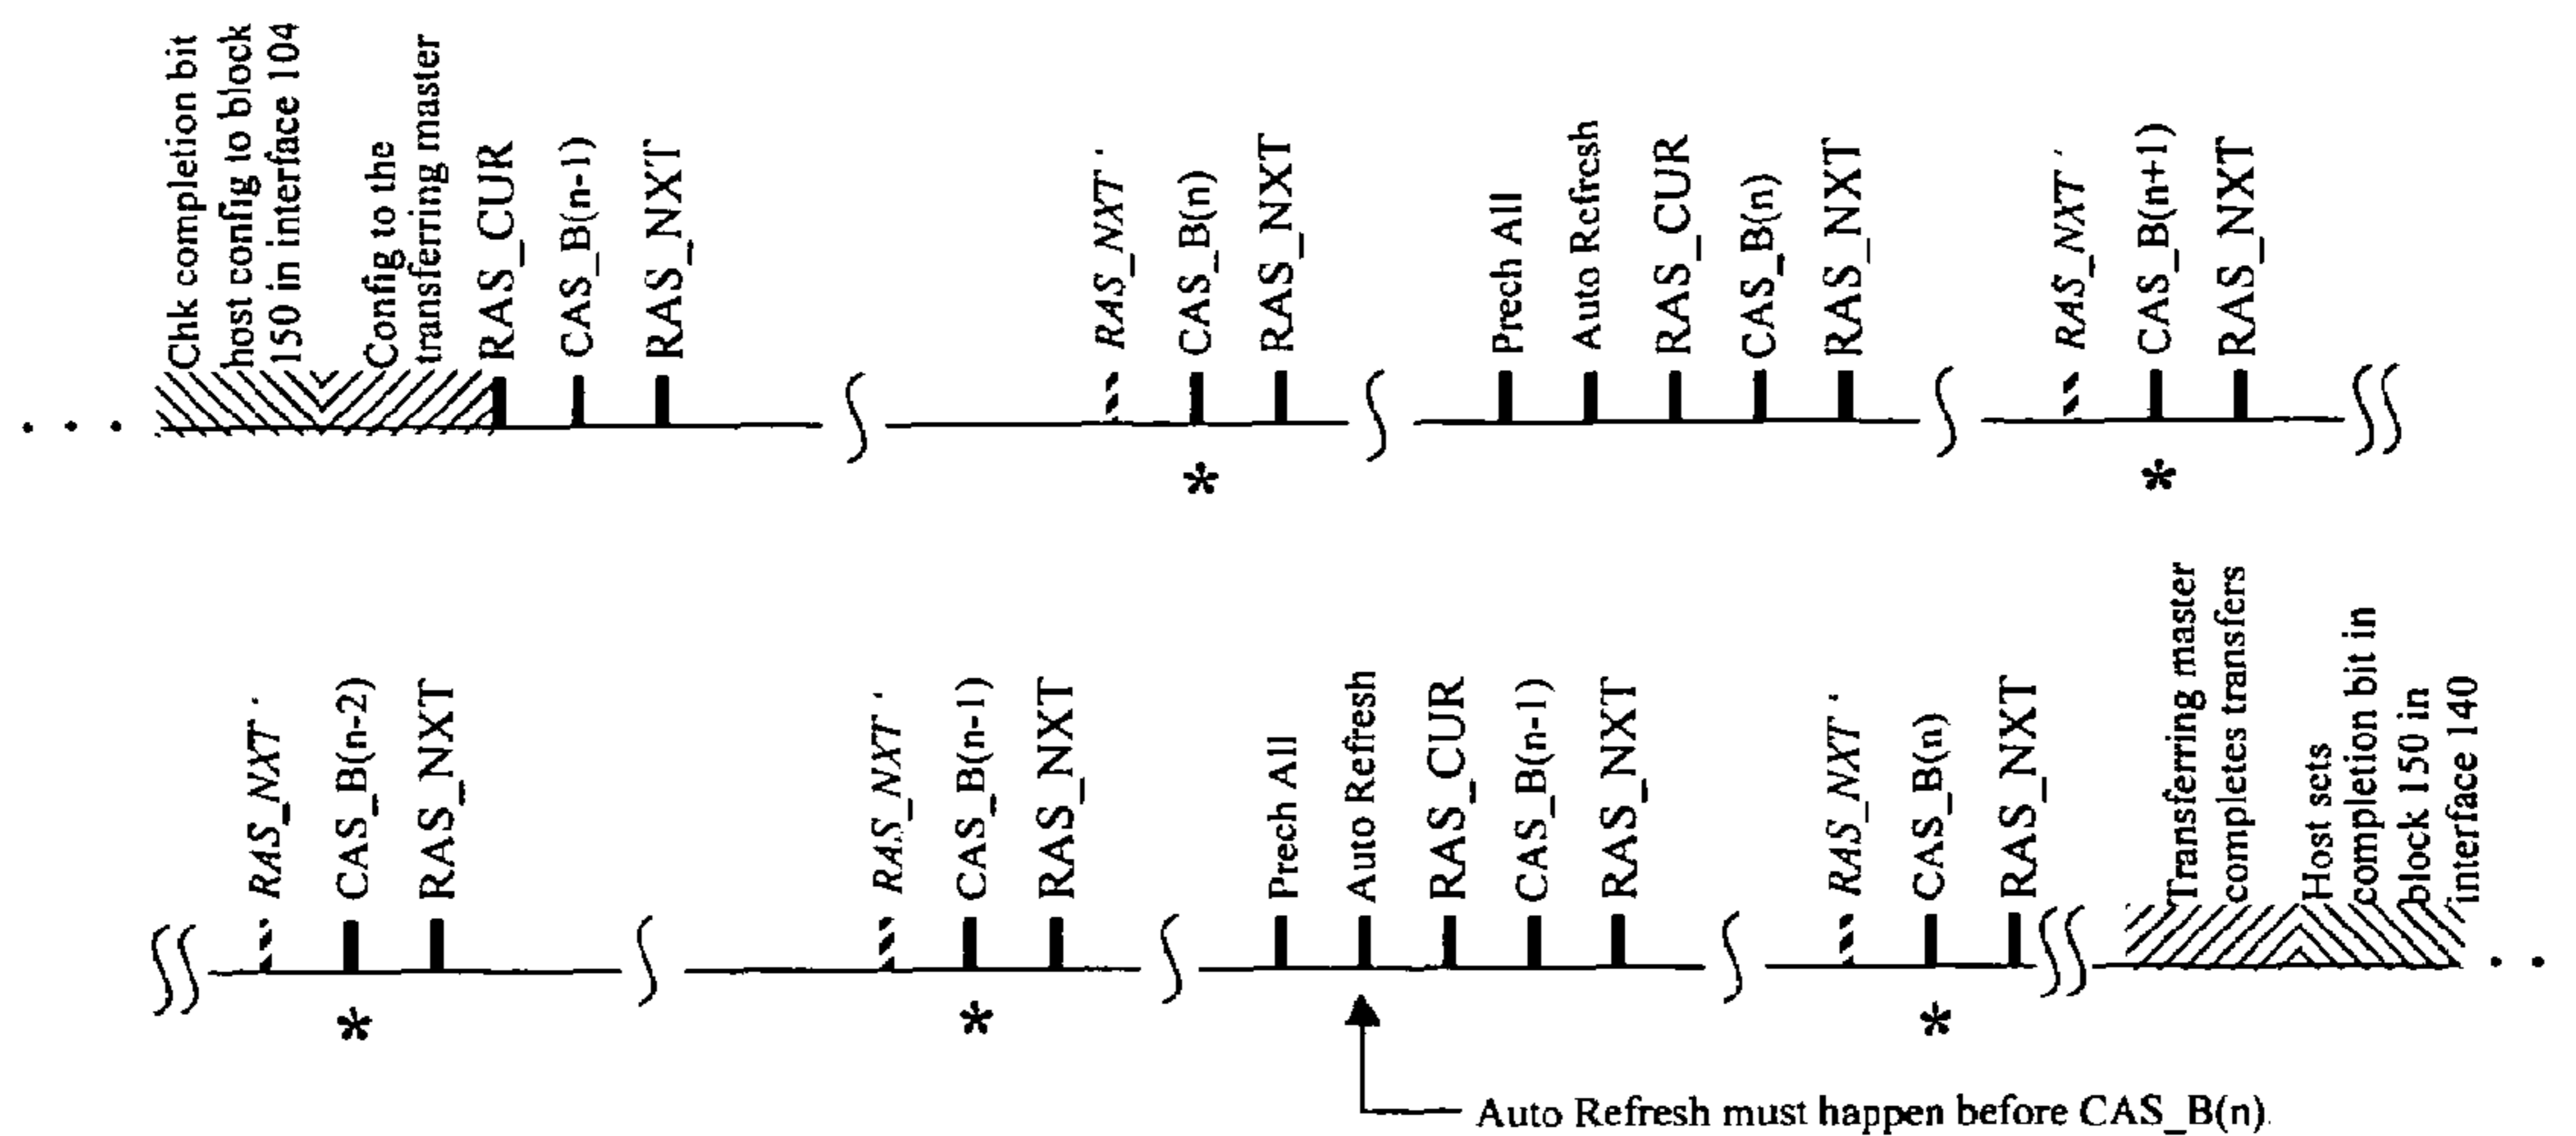 Chk completion bit
host config to block
150 in interface 104
Config to the
transferring master
RAS_CUR
CAS_B(n-1)
RAS_NXT
RAS_NXT'
CAS_B(n)
RAS_NXT
Prech All
Auto Refresh
RAS_CUR
CAS_B(n)
RAS_NXT
RAS_NXT'
CAS_B(n+1)
RAS_NXT
*
*
RAS_NXT'
CAS_B(n-2)
RAS_NXT
RAS_NXT'
CAS_B(n-1)
RAS_NXT
Prech All
Auto Refresh
RAS_CUR
CAS_B(n-1)
RAS_NXT
RAS_NXT'
CAS_B(n)
RAS_NXT
Transferring master
completes transfers
Host sets
completion bit in
block 150 in
interface 140
*
*
*
Auto Refresh must happen before CAS_B(n).